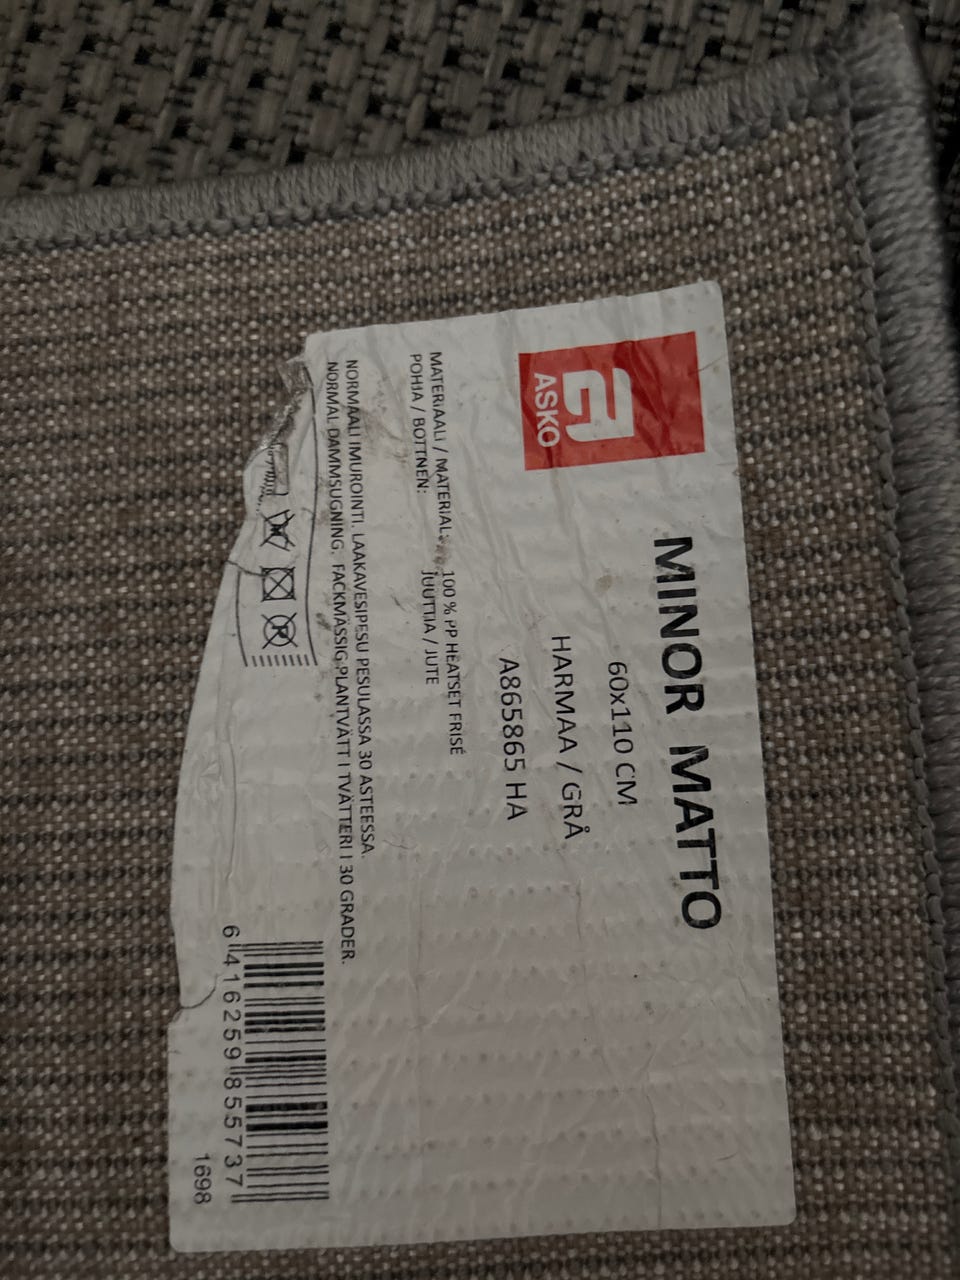 ASKO
MINOR MATTO
60x110 CM
HARMAA / GRÅ
A865865 HA
MATERIAALI / MATERIAL: 100 % PP HEATSET FRISÉ
POHJA / BOTTNEN: JUUTTIA / JUTE
NORMAALI IMUROINTI. LAAKAVESIPESU PESULASSA 30 ASTEESSA.
NORMAL DAMMSUGNING. FACKMÄSSIG PLANTVÄTT I TVÄTTERI I 30 GRADER.
P
6 416259 855737
1698